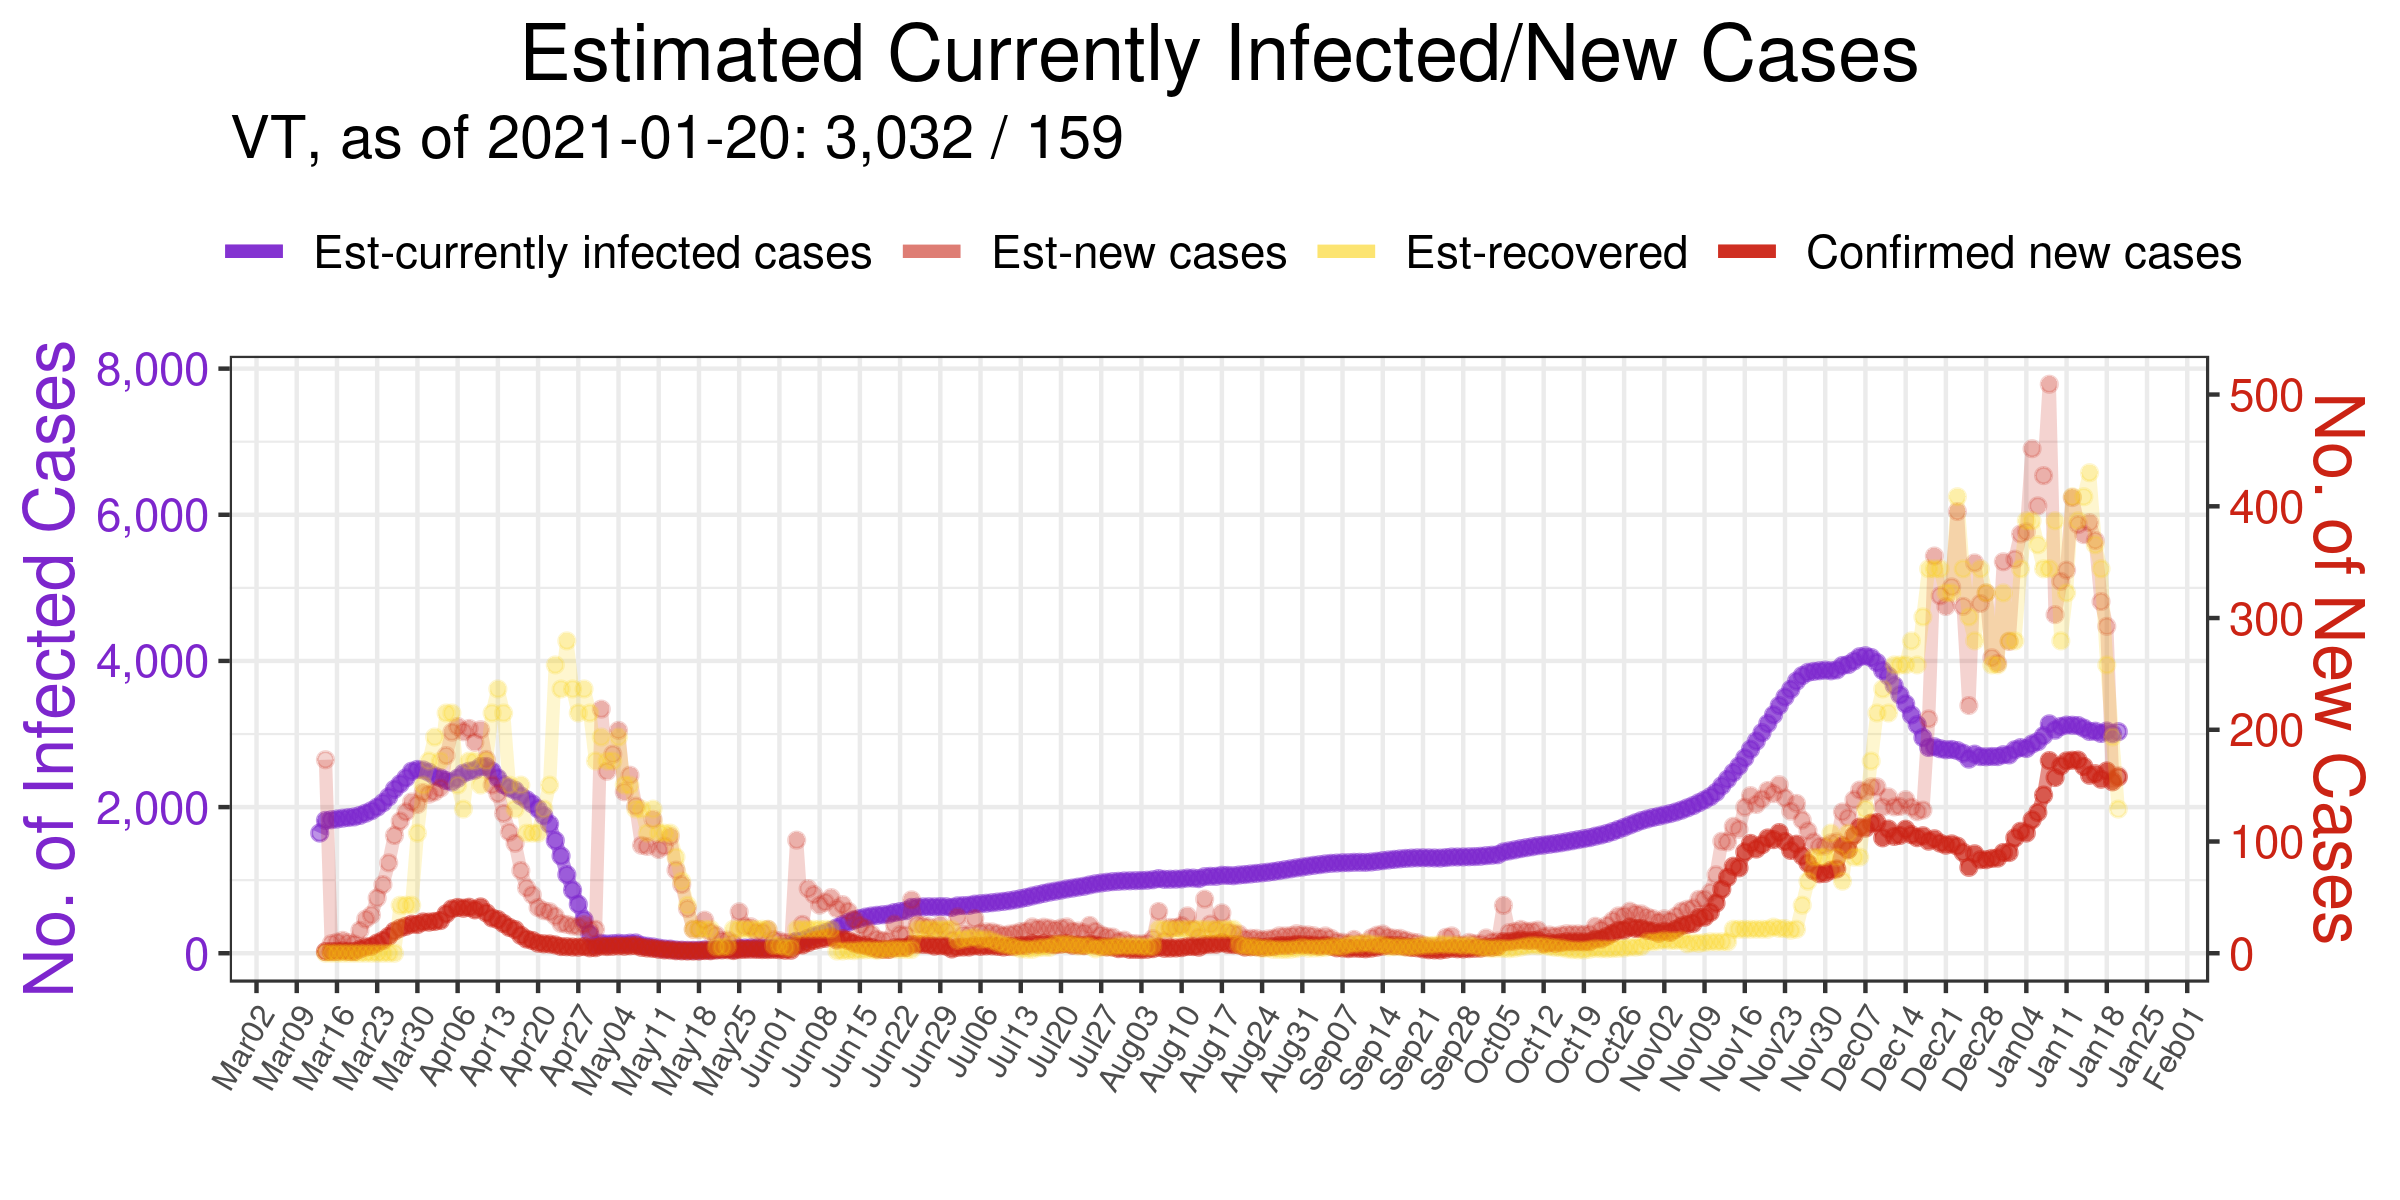 Estimated Currently Infected/New Cases
VT, as of 2021-01-20: 3,032 / 159
Est-currently infected cases Est-new cases Est-recovered Confirmed new cases
No. of Infected Cases
8,000
6,000
4,000
2,000
0
500
400
300
200
100
0
No. of New Cases
Mar02 Mar09 Mar16 Mar23 Mar30 Apr06 Apr13 Apr20 Apr27 May04 May11 May18 May25 Jun01 Jun08 Jun15 Jun22 Jun29 Jul06 Jul13 Jul20 Jul27 Aug03 Aug10 Aug17 Aug24 Aug31 Sep07 Sep14 Sep21 Sep28 Oct05 Oct12 Oct19 Oct26 Nov02 Nov09 Nov16 Nov23 Nov30 Dec07 Dec14 Dec21 Dec28 Jan04 Jan11 Jan18 Jan25 Feb01